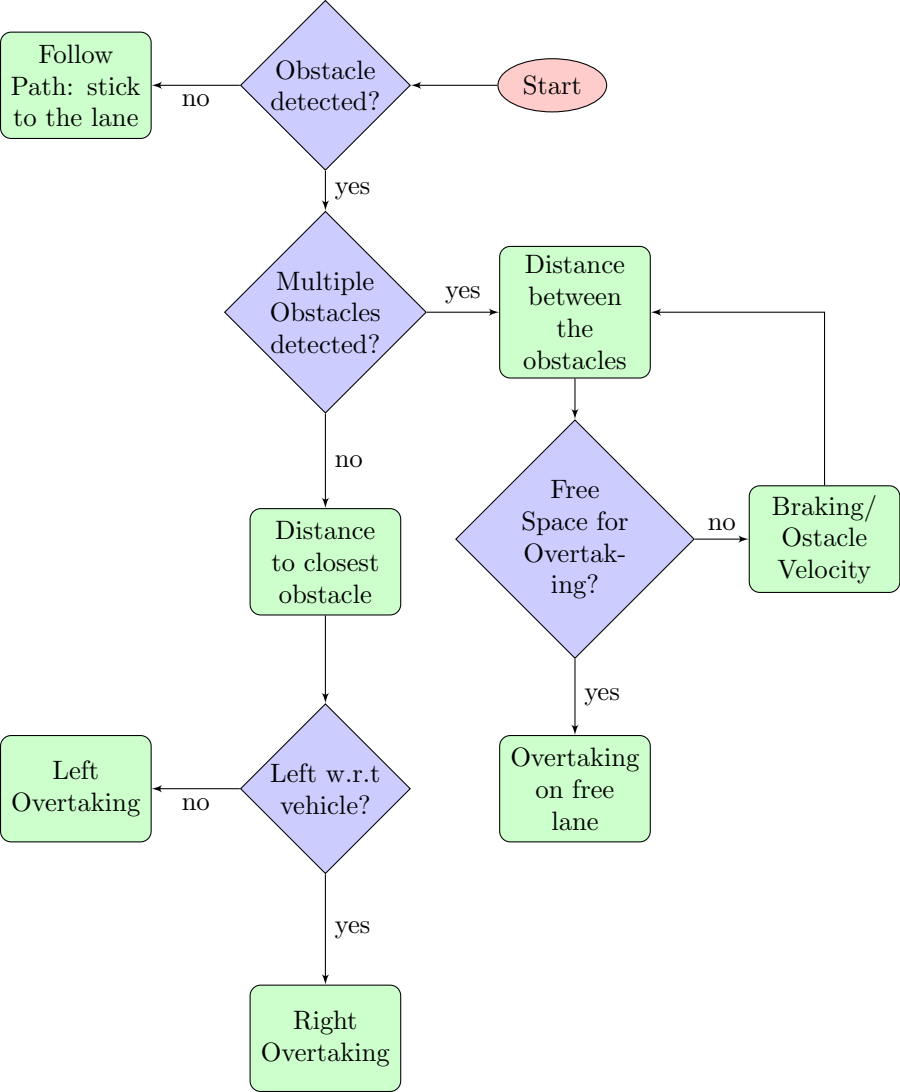 Follow
Path: stick
to the lane
no
Obstacle
detected?
Start
yes
Multiple
Obstacles
detected?
yes
Distance
between
the
obstacles
no
Free
Space for
Overtak-
ing?
no
Braking/
Ostacle
Velocity
Distance
to closest
obstacle
yes
Overtaking
on free
lane
Left
Overtaking
no
Left w.r.t
vehicle?
yes
Right
Overtaking